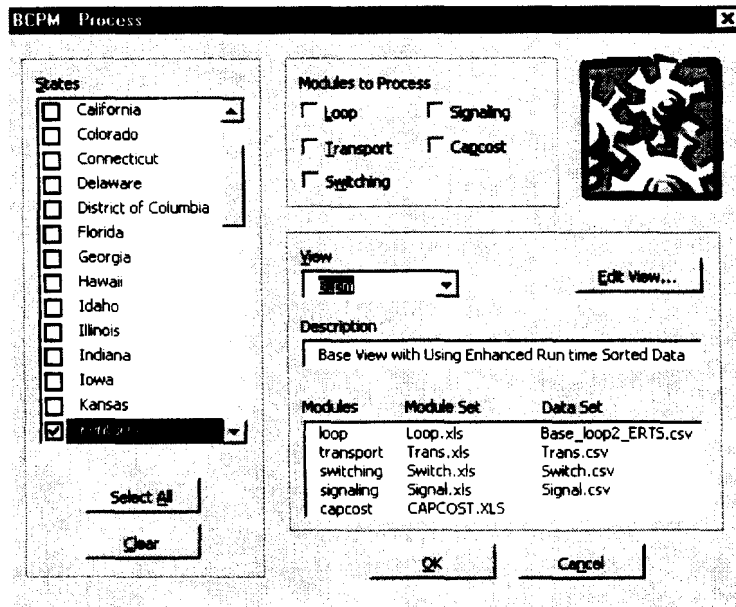 BCPM Process
States
California
Colorado
Connecticut
Delaware
District of Columbia
Florida
Georgia
Hawaii
Idaho
Illinois
Indiana
Iowa
Kansas
Select All
Clear
Modules to Process
Loop Signaling
Transport Capcost
Switching
View
Edit View...
Description
Base View with Using Enhanced Run time Sorted Data
Modules Module Set Data Set
loop Loop.xls Base_loop2_ERTS.csv
transport Trans.xls Trans.csv
switching Switch.xls Switch.csv
signaling Signal.xls Signal.csv
capcost CAPCOST.XLS
OK Cancel